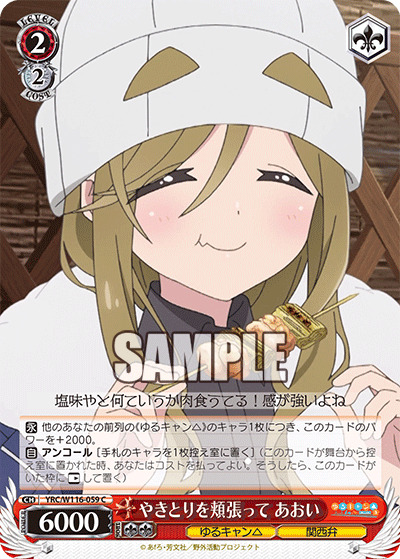 LEVEL
2
2
COST
SAMPLE
塩味やと何ていうか肉食ってる！感が強いよね
永 他のあなたの前列の《ゆるキャン△》のキャラ1枚につき、このカードのパ
ワーを+2000。
自 アンコール ［手札のキャラを1枚控え室に置く］ （このカードが舞台から控
え室に置かれた時、あなたはコストを払ってよい。そうしたら、このカードが
いた枠に レスト して置く）
CH YRC/W116-059 C
やきとりを頬張って あおい
6000
ゆるキャン△
関西弁
©あfろ・芳文社／野外活動プロジェクト